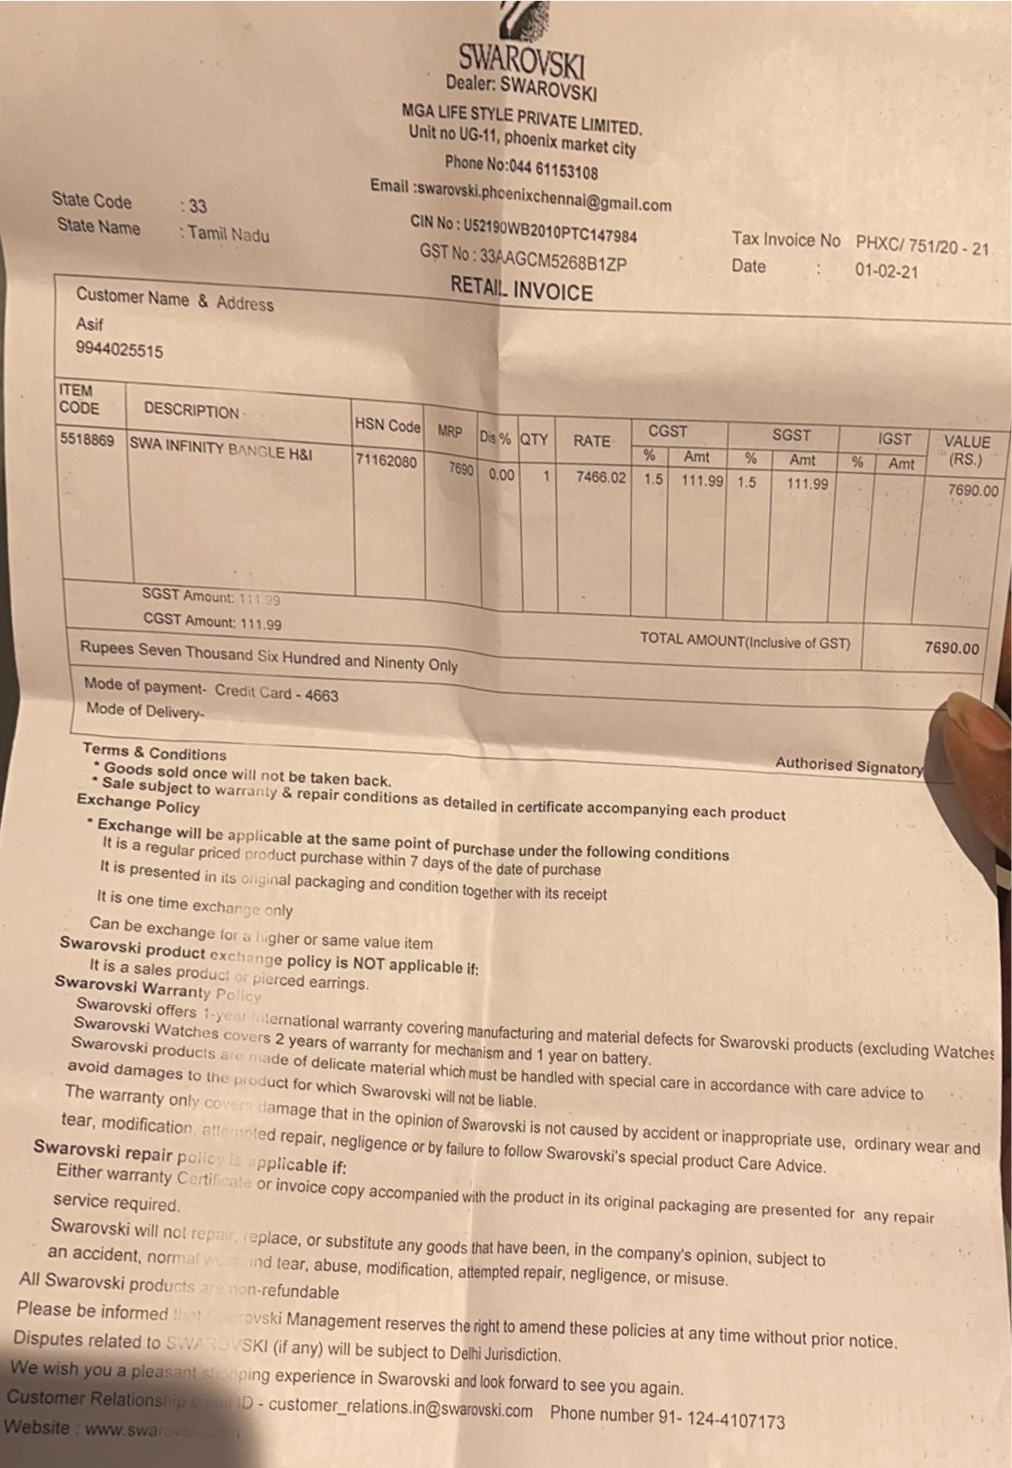 SWAROVSKI
Dealer: SWAROVSKI
MGA LIFE STYLE PRIVATE LIMITED.
Unit no UG-11, phoenix market city
Phone No:044 61153108
Email :swarovski.phoenixchennai@gmail.com
CIN No : U52190WB2010PTC147984
GST No : 33AAGCM5268B1ZP
State Code : 33
State Name : Tamil Nadu
Tax Invoice No PHXC/ 751/20 - 21
Date : 01-02-21
RETAIL INVOICE
Customer Name & Address
Asif
9944025515
ITEM CODE DESCRIPTION HSN Code MRP Dis% QTY RATE CGST SGST IGST VALUE (RS.)
% Amt % Amt % Amt
5518869 SWA INFINITY BANGLE H&I 71162080 7690 0.00 1 7466.02 1.5 111.99 1.5 111.99 7690.00
SGST Amount: 111.99
CGST Amount: 111.99
TOTAL AMOUNT(Inclusive of GST) 7690.00
Rupees Seven Thousand Six Hundred and Ninenty Only
Mode of payment- Credit Card - 4663
Mode of Delivery-
Authorised Signatory
Terms & Conditions
* Goods sold once will not be taken back.
* Sale subject to warranty & repair conditions as detailed in certificate accompanying each product
Exchange Policy
* Exchange will be applicable at the same point of purchase under the following conditions
It is a regular priced product purchase within 7 days of the date of purchase
It is presented in its original packaging and condition together with its receipt
It is one time exchange only
Can be exchange for a higher or same value item
Swarovski product exchange policy is NOT applicable if:
It is a sales product or pierced earrings.
Swarovski Warranty Policy
Swarovski offers 1-year International warranty covering manufacturing and material defects for Swarovski products (excluding Watches
Swarovski Watches covers 2 years of warranty for mechanism and 1 year on battery.
Swarovski products are made of delicate material which must be handled with special care in accordance with care advice to
avoid damages to the product for which Swarovski will not be liable.
The warranty only covers damage that in the opinion of Swarovski is not caused by accident or inappropriate use, ordinary wear and
tear, modification, attempted repair, negligence or by failure to follow Swarovski's special product Care Advice.
Swarovski repair policy is applicable if:
Either warranty Certificate or invoice copy accompanied with the product in its original packaging are presented for any repair
service required.
Swarovski will not repair, replace, or substitute any goods that have been, in the company's opinion, subject to
an accident, normal wear and tear, abuse, modification, attempted repair, negligence, or misuse.
All Swarovski products are non-refundable
Please be informed that Swarovski Management reserves the right to amend these policies at any time without prior notice.
Disputes related to SWAROVSKI (if any) will be subject to Delhi Jurisdiction.
We wish you a pleasant shopping experience in Swarovski and look forward to see you again.
Customer Relationship email ID - customer_relations.in@swarovski.com Phone number 91- 124-4107173
Website : www.swarovski.com